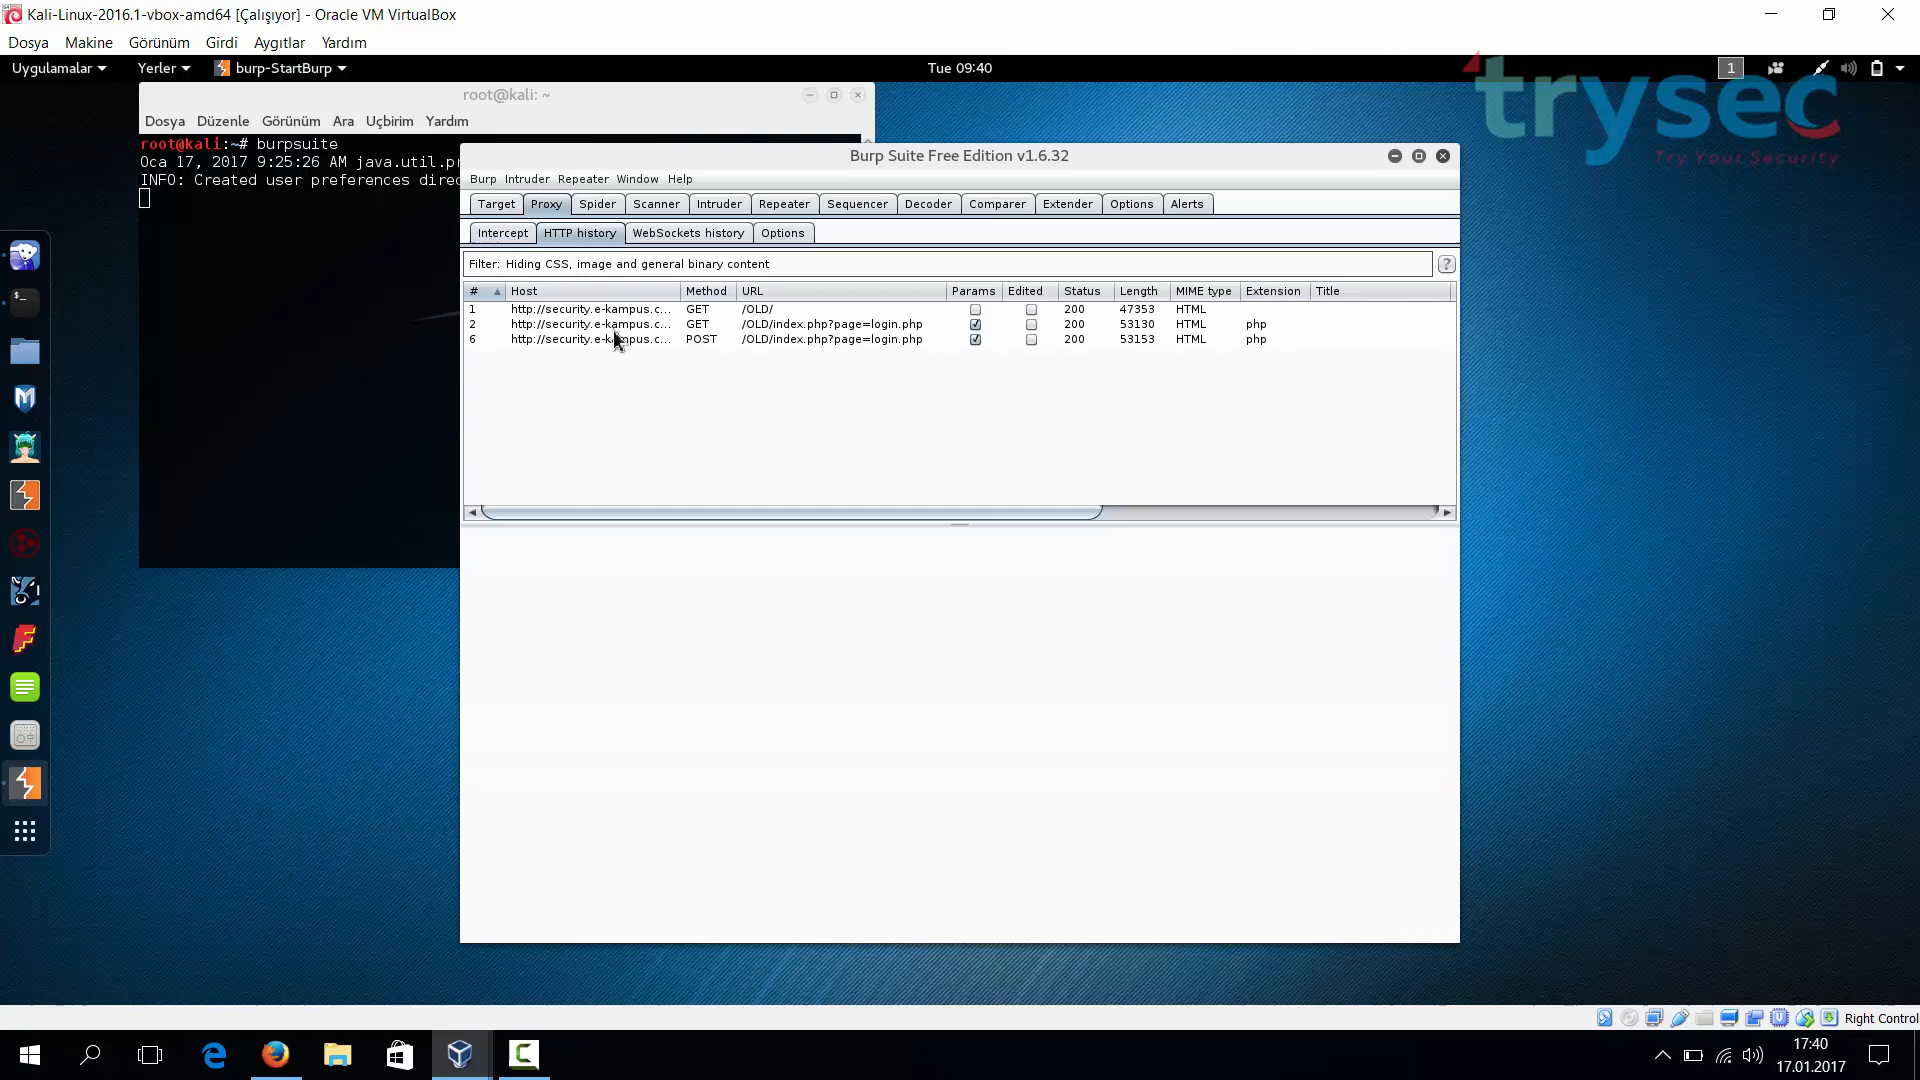 Kali-Linux-2016.1-vbox-amd64 [Çalışıyor] - Oracle VM VirtualBox
Dosya Makine Görünüm Girdi Aygıtlar Yardım
Uygulamalar Yerler burp-StartBurp Tue 09:40 1
trysec
Try Your Security
root@kali: ~
Dosya Düzenle Görünüm Ara Uçbirim Yardım
root@kali:~# burpsuite
Oca 17, 2017 9:25:26 AM java.util.pr
INFO: Created user preferences direc
Burp Suite Free Edition v1.6.32
Burp Intruder Repeater Window Help
Target Proxy Spider Scanner Intruder Repeater Sequencer Decoder Comparer Extender Options Alerts
Intercept HTTP history WebSockets history Options
Filter: Hiding CSS, image and general binary content ?
# Host Method URL Params Edited Status Length MIME type Extension Title
1 http://security.e-kampus.c... GET /OLD/ 200 47353 HTML
2 http://security.e-kampus.c... GET /OLD/index.php?page=login.php 200 53130 HTML php
6 http://security.e-kampus.c... POST /OLD/index.php?page=login.php 200 53153 HTML php
Right Control
17:40
17.01.2017